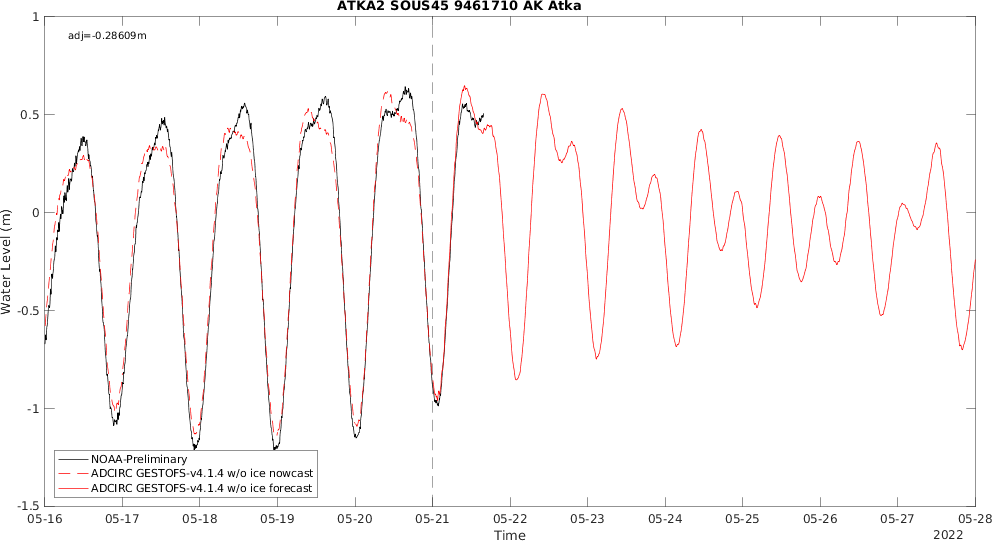 ATKA2 SOUS45 9461710 AK Atka
adj=-0.28609m
1
0.5
0
-0.5
-1
-1.5
Water Level (m)
NOAA-Preliminary
ADCIRC GESTOFS-v4.1.4 w/o ice nowcast
ADCIRC GESTOFS-v4.1.4 w/o ice forecast
05-16 05-17 05-18 05-19 05-20 05-21 05-22 05-23 05-24 05-25 05-26 05-27 05-28
Time
2022